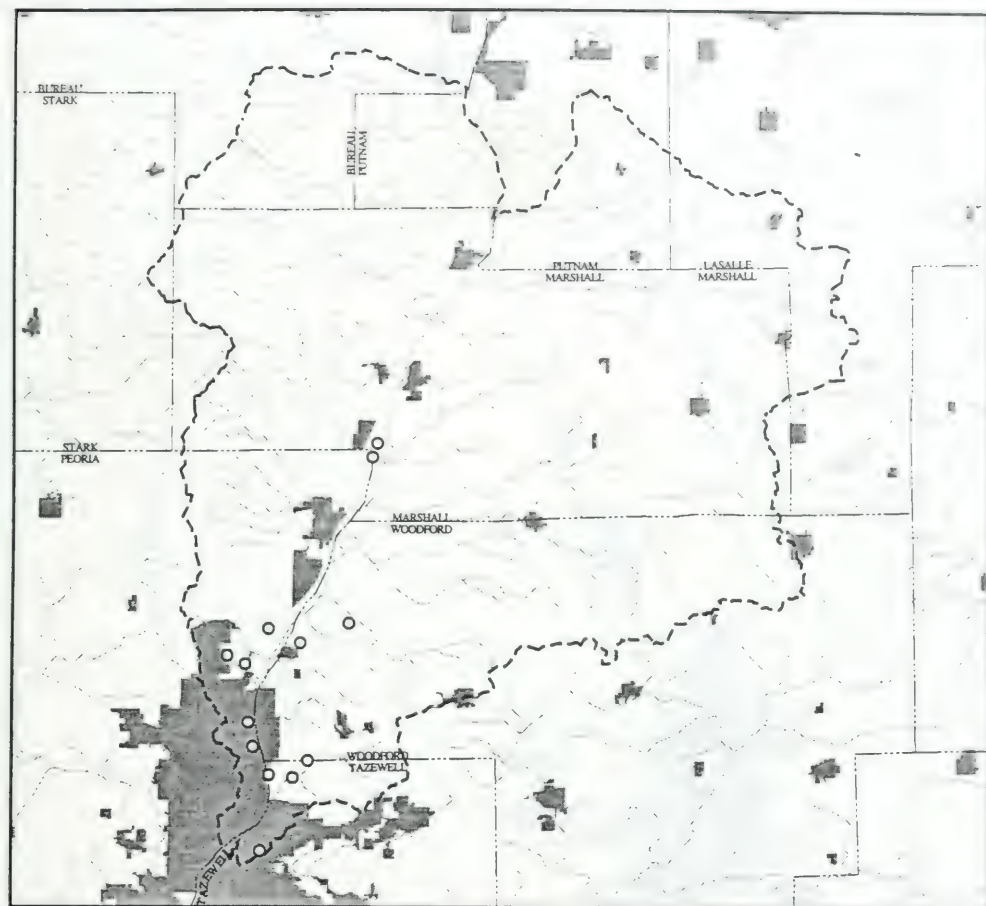 BUREAU
STARK
BUREAU
PUTNAM
PUTNAM
MARSHALL
LASALLE
MARSHALL
STARK
PEORIA
MARSHALL
WOODFORD
WOODFORD
TAZEWELL
TAZEWELL